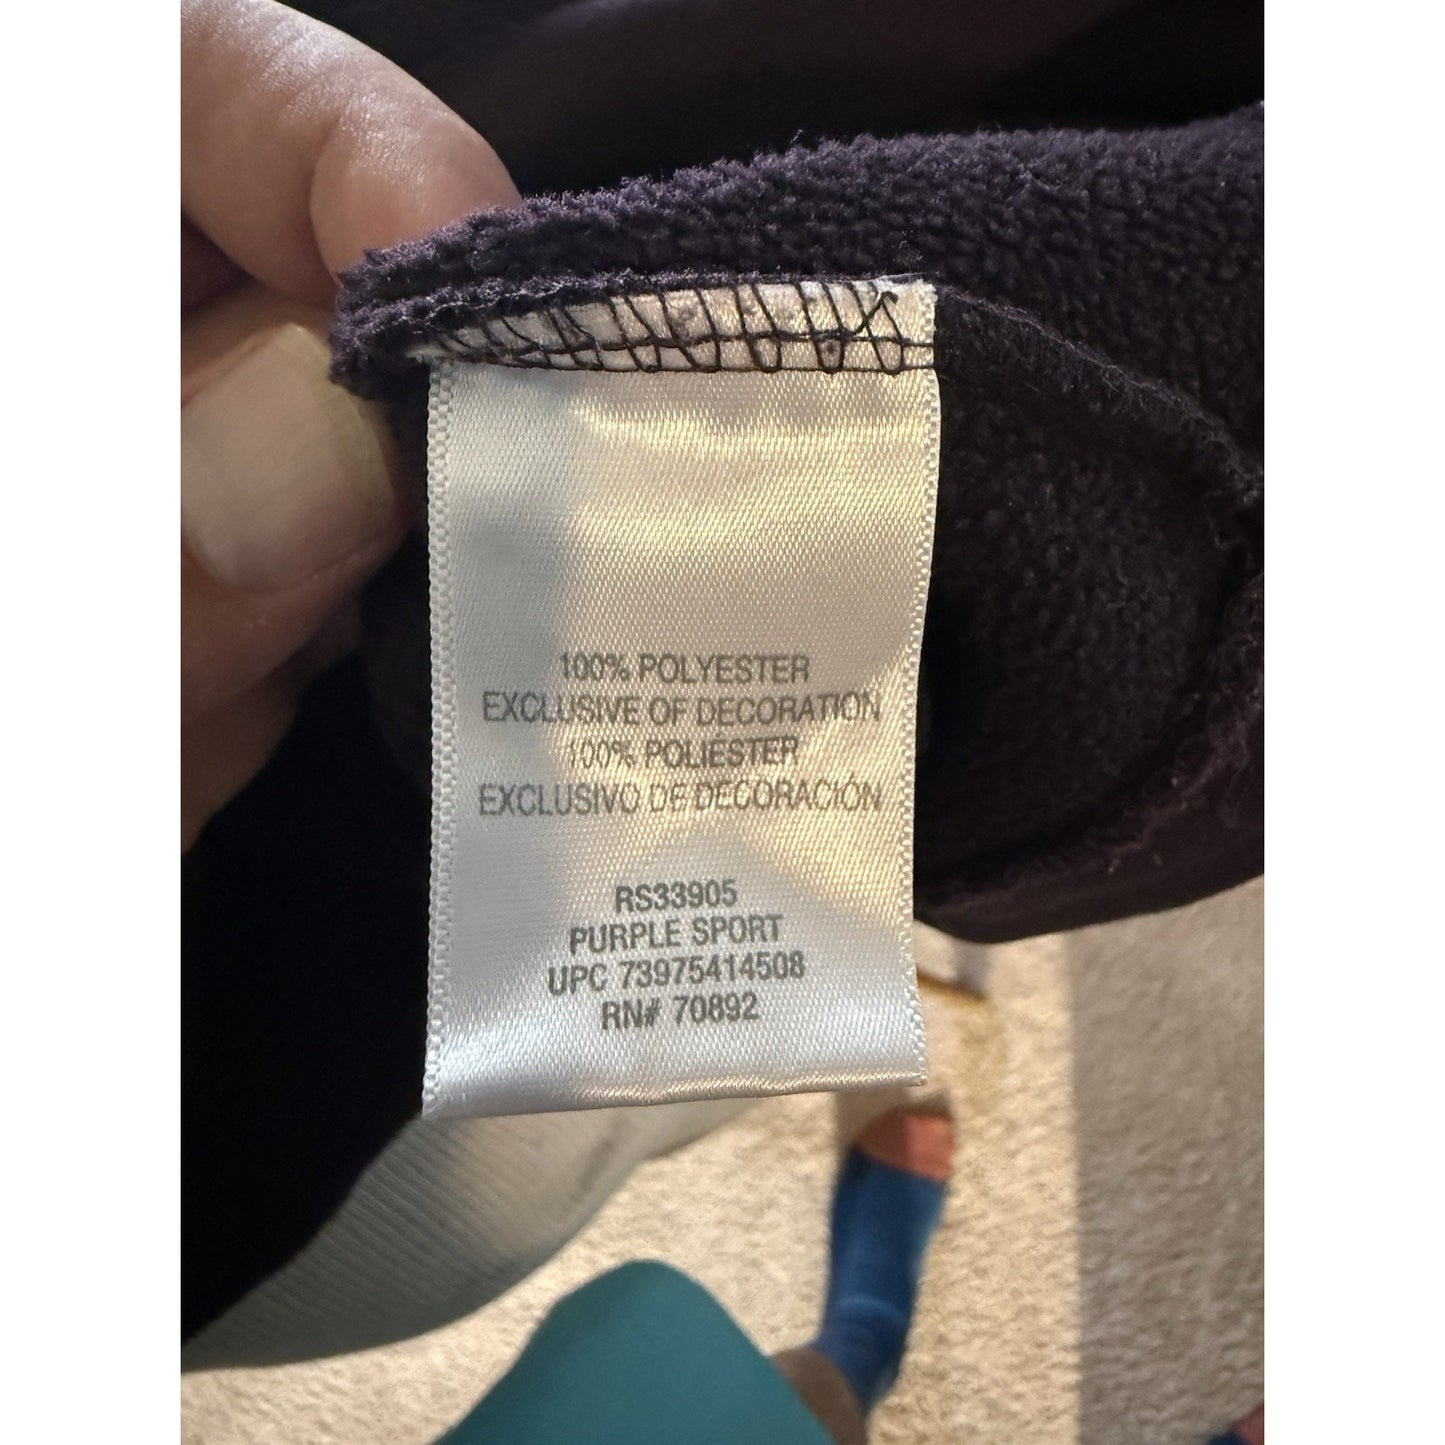 100% POLYESTER
EXCLUSIVE OF DECORATION
100% POLIÉSTER
EXCLUSIVO DE DECORACIÓN
RS33905
PURPLE SPORT
UPC 73975414508
RN# 70892